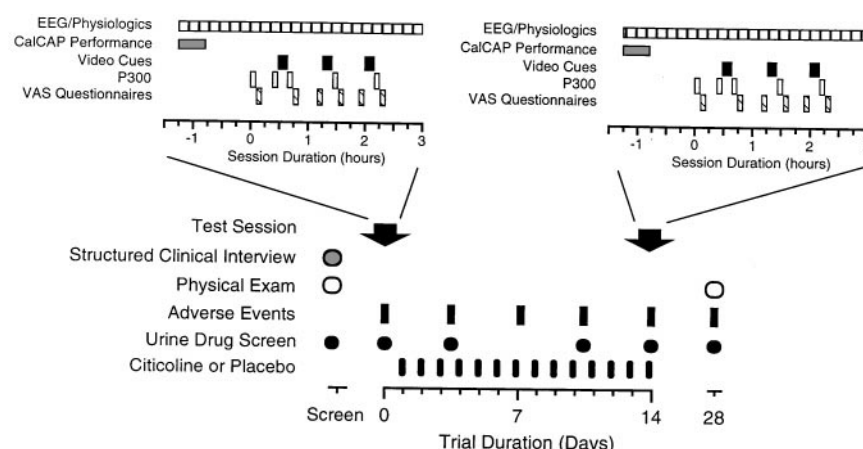 EEG/Physiologics
CalCAP Performance
Video Cues
P300
VAS Questionnaires
-1 0 1 2 3
Session Duration (hours)
EEG/Physiologics
CalCAP Performance
Video Cues
P300
VAS Questionnaires
-1 0 1 2
Session Duration (hours)
Test Session
Structured Clinical Interview
Physical Exam
Adverse Events
Urine Drug Screen
Citicoline or Placebo
Screen 0 7 14 28
Trial Duration (Days)